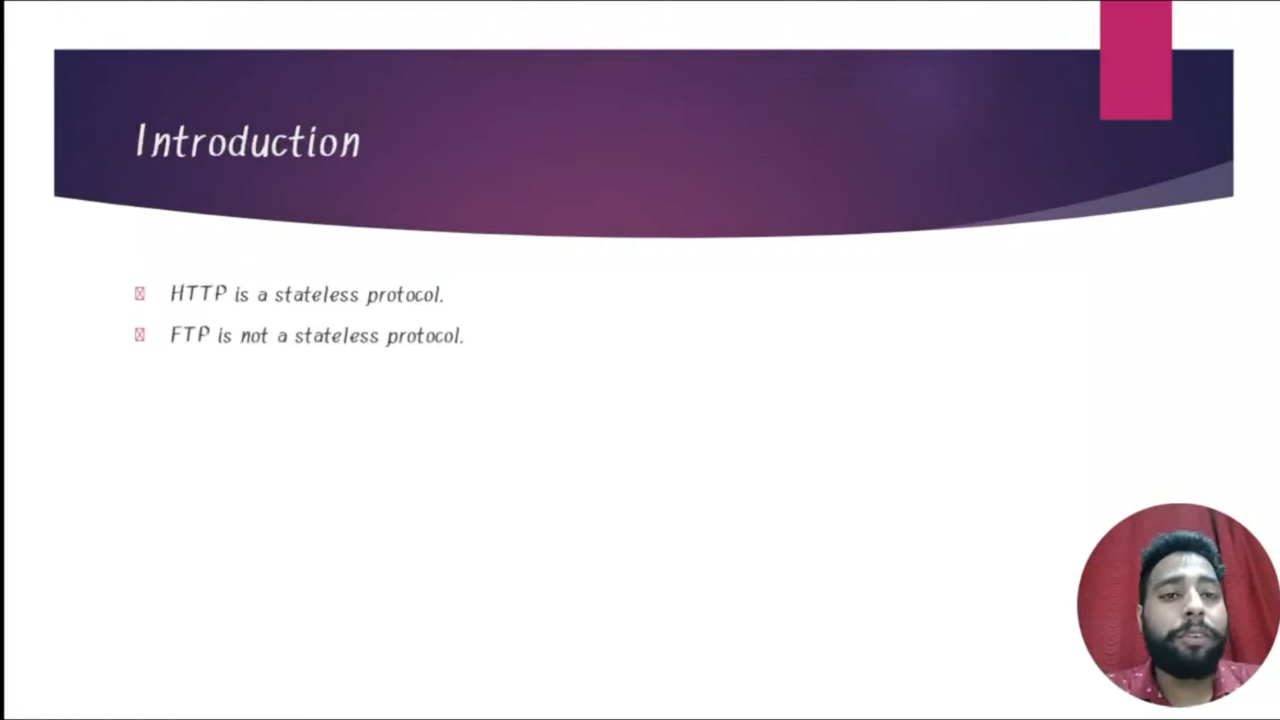 Introduction
HTTP is a stateless protocol.
FTP is not a stateless protocol.